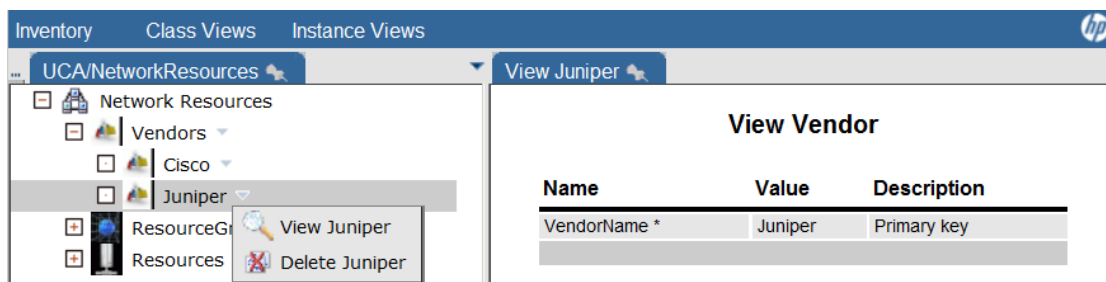 Inventory Class Views Instance Views hp
... UCA/NetworkResources View Juniper
Network Resources
Vendors
Cisco
Juniper
Resources
View Juniper
Delete Juniper
View Vendor
Name Value Description
VendorName * Juniper Primary key